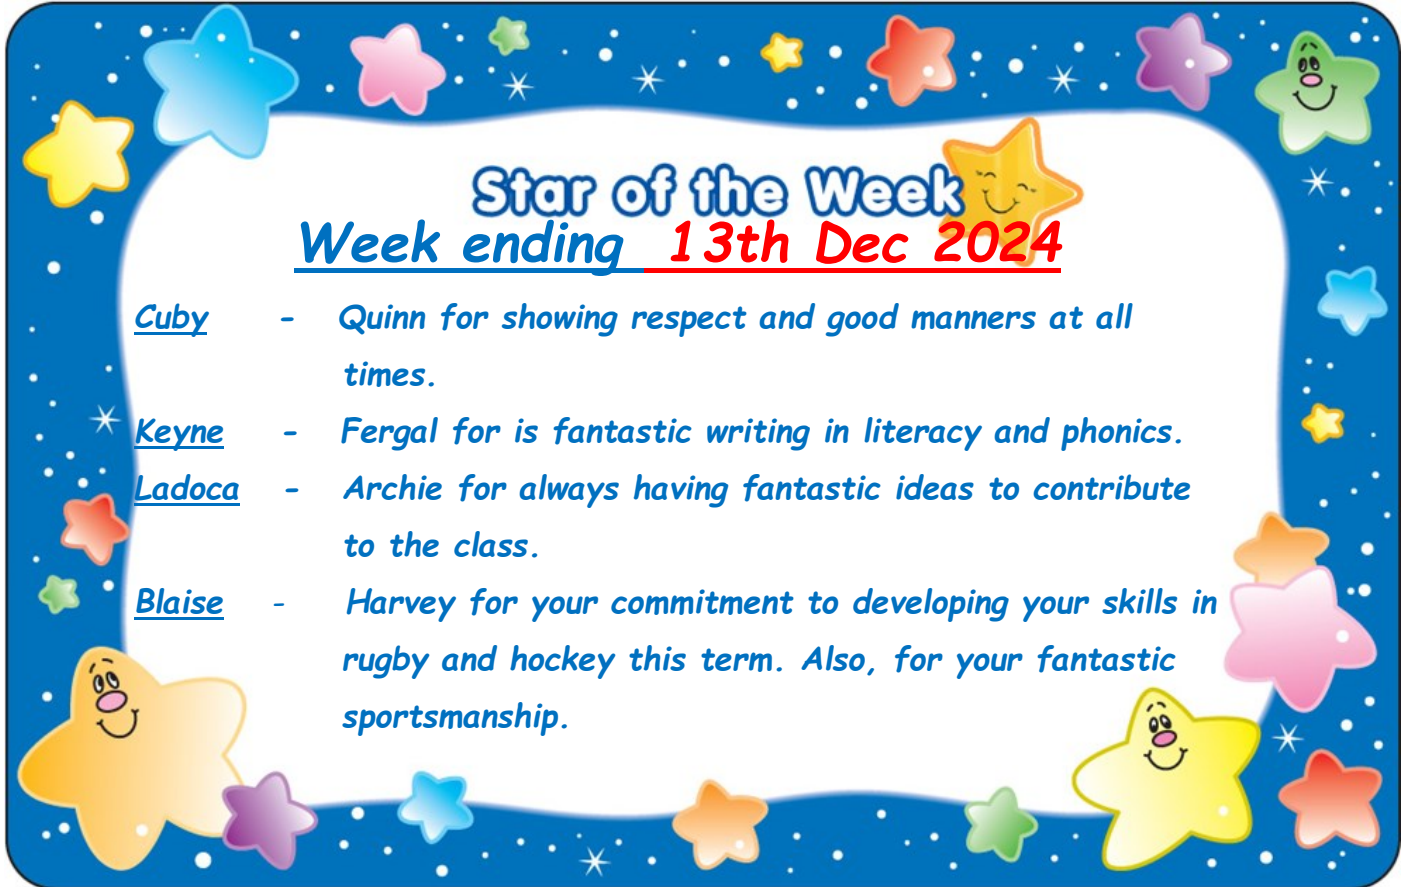 Star of the Week
Week ending 13th Dec 2024
Cuby - Quinn for showing respect and good manners at all
times.
Keyne - Fergal for is fantastic writing in literacy and phonics.
Ladoca - Archie for always having fantastic ideas to contribute
to the class.
Blaise - Harvey for your commitment to developing your skills in
rugby and hockey this term. Also, for your fantastic
sportsmanship.